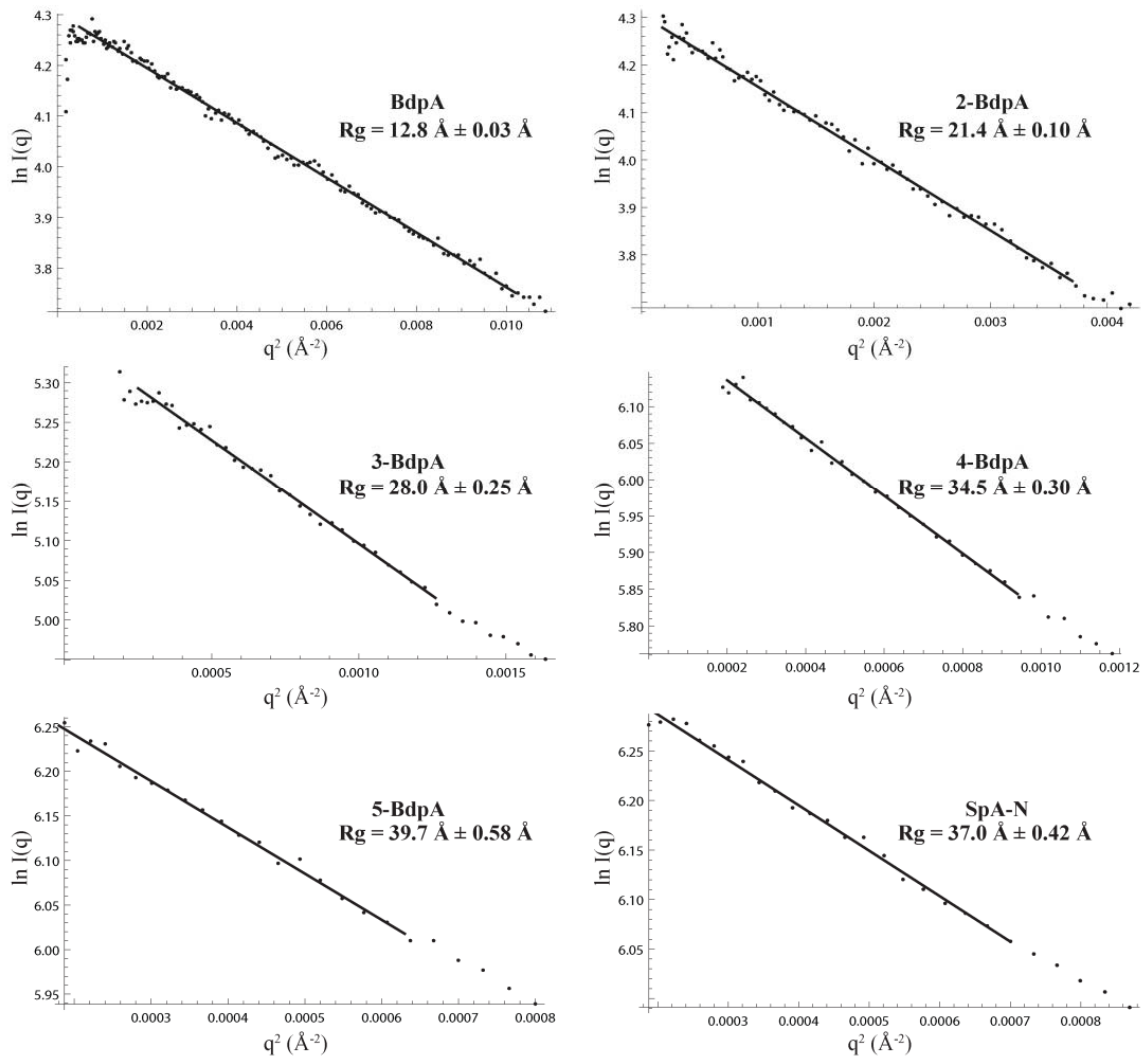 4.3
4.2
4.1
4.0
3.9
3.8
ln I(q)
BdpA
Rg = 12.8 Å ± 0.03 Å
0.002 0.004 0.006 0.008 0.010
q² (Å⁻²)
4.3
4.2
4.1
4.0
3.9
3.8
ln I(q)
2-BdpA
Rg = 21.4 Å ± 0.10 Å
0.001 0.002 0.003 0.004
q² (Å⁻²)
5.30
5.25
5.20
5.15
5.10
5.05
5.00
ln I(q)
3-BdpA
Rg = 28.0 Å ± 0.25 Å
0.0005 0.0010 0.0015
q² (Å⁻²)
6.10
6.05
6.00
5.95
5.90
5.85
5.80
ln I(q)
4-BdpA
Rg = 34.5 Å ± 0.30 Å
0.0002 0.0004 0.0006 0.0008 0.0010 0.0012
q² (Å⁻²)
6.25
6.20
6.15
6.10
6.05
6.00
5.95
ln I(q)
5-BdpA
Rg = 39.7 Å ± 0.58 Å
0.0003 0.0004 0.0005 0.0006 0.0007 0.0008
q² (Å⁻²)
6.25
6.20
6.15
6.10
6.05
ln I(q)
SpA-N
Rg = 37.0 Å ± 0.42 Å
0.0003 0.0004 0.0005 0.0006 0.0007 0.0008
q² (Å⁻²)